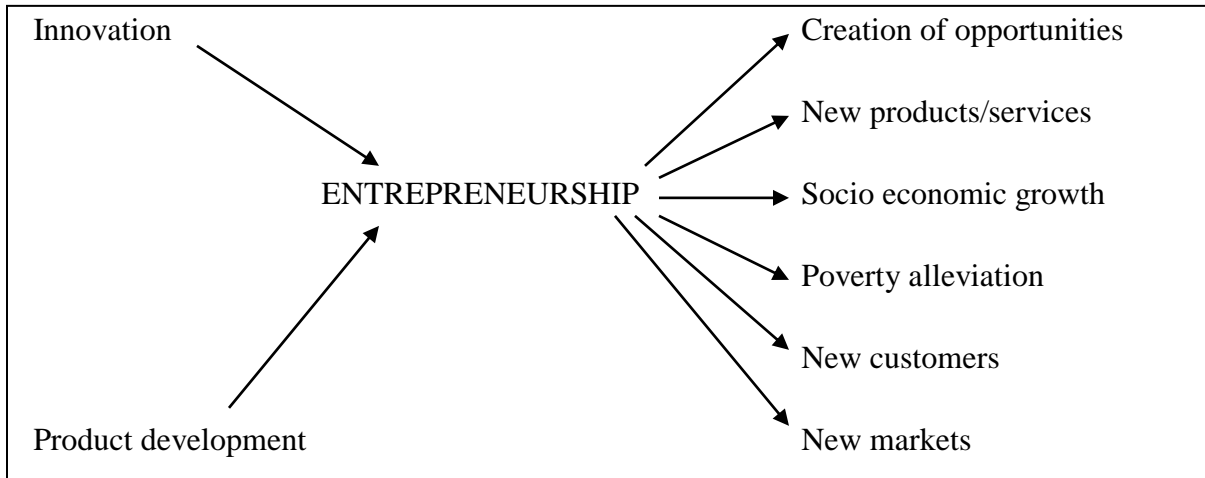 Innovation
Creation of opportunities
New products/services
ENTREPRENEURSHIP
Socio economic growth
Poverty alleviation
New customers
Product development
New markets